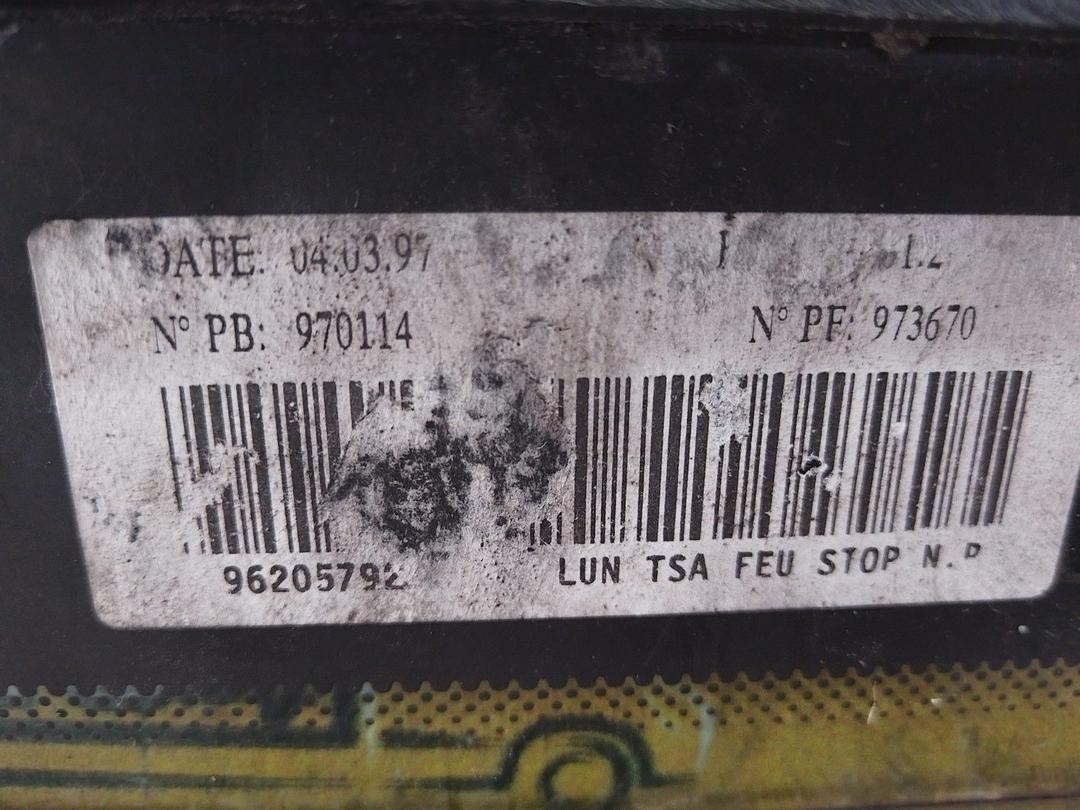 DATE: 04.03.97
N° PB: 970114 N° PF: 973670
96205792
LUN TSA FEU STOP N.P